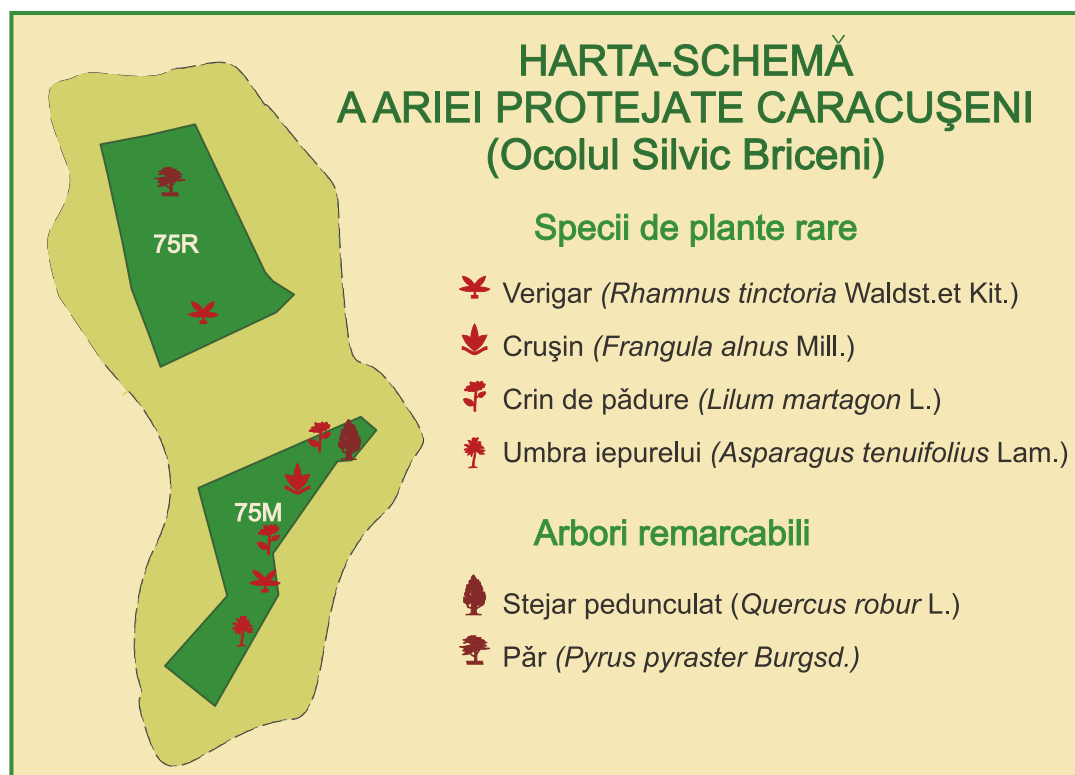 HARTA-SCHEMĂ
A ARIEI PROTEJATE CARACUŞENI
(Ocolul Silvic Briceni)
Specii de plante rare
Verigar (Rhamnus tinctoria Waldst.et Kit.)
Cruşin (Frangula alnus Mill.)
Crin de pădure (Lilum martagon L.)
Umbra iepurelui (Asparagus tenuifolius Lam.)
Arbori remarcabili
Stejar pedunculat (Quercus robur L.)
Păr (Pyrus pyraster Burgsd.)
75R
75M